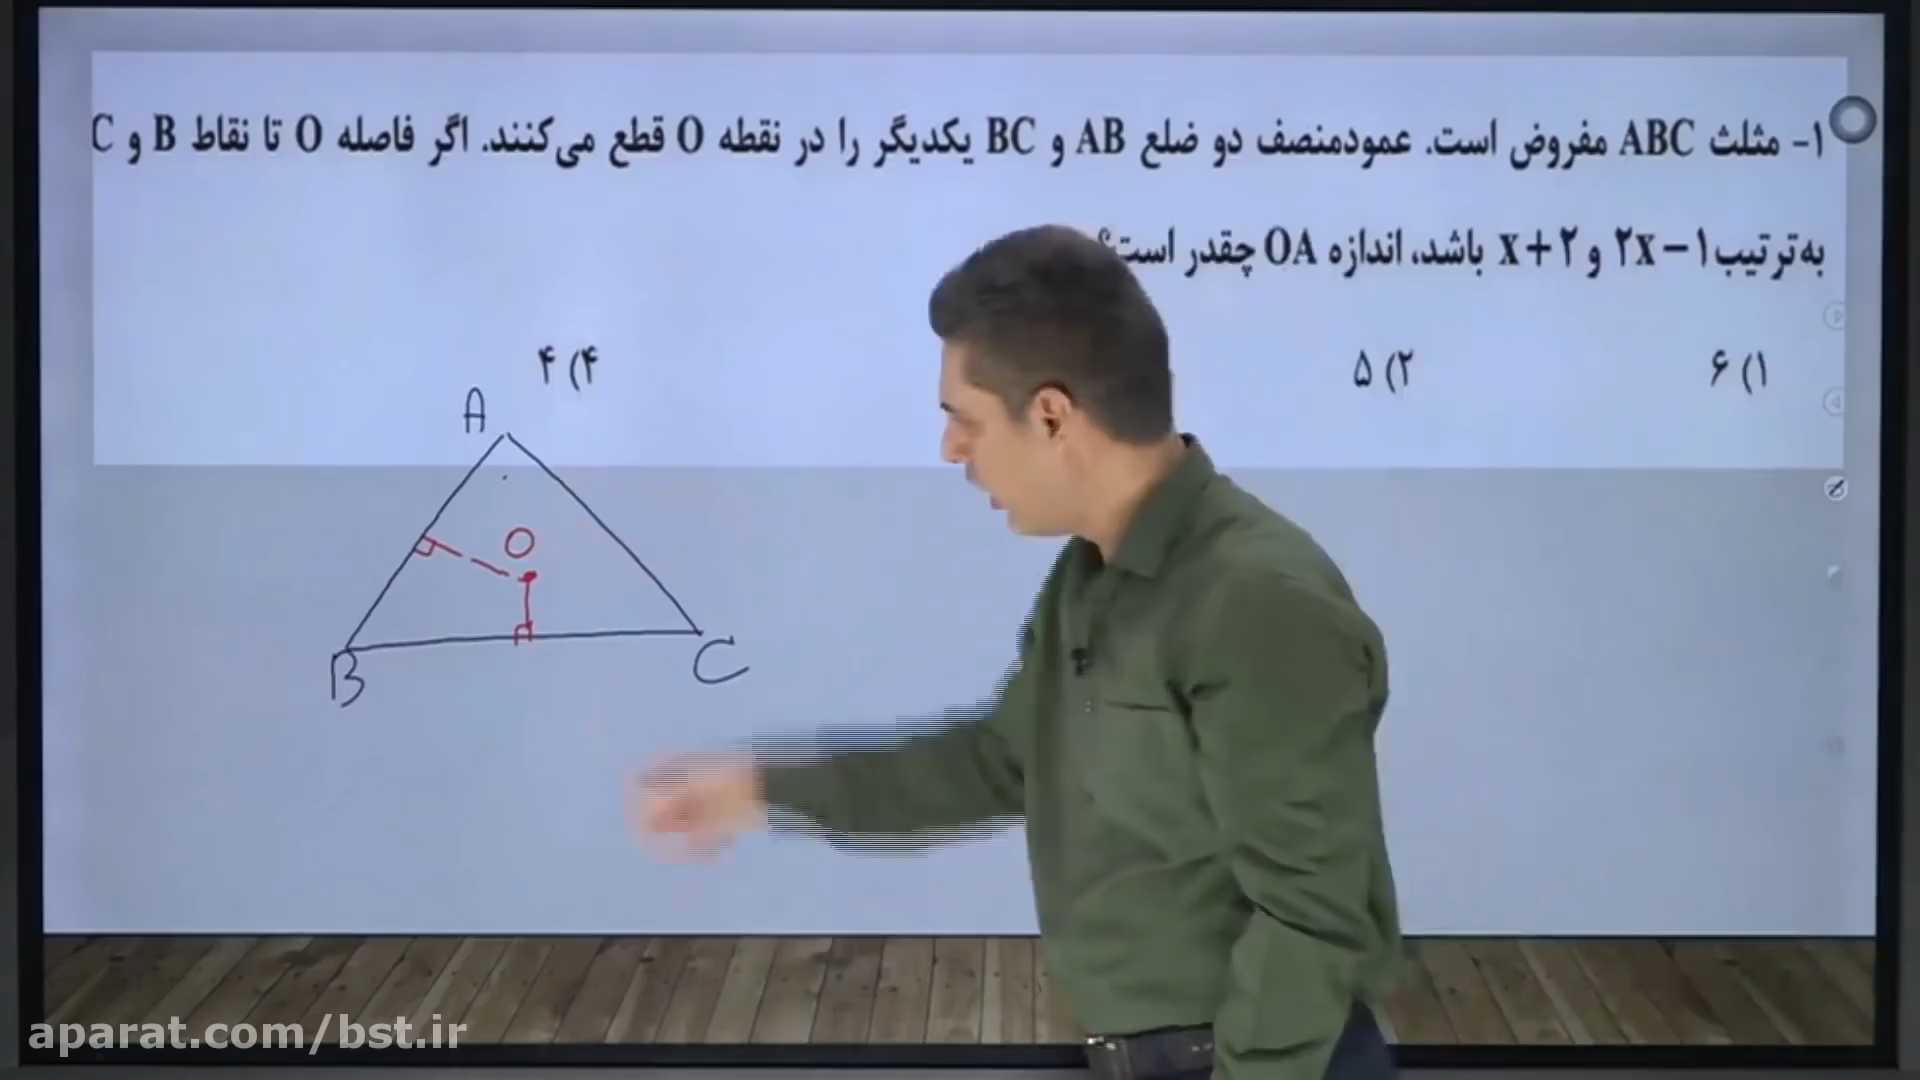 ۱- مثلث ABC مفروض است. عمودمنصف دو ضلع AB و BC یکدیگر را در نقطه O قطع می‌کنند. اگر فاصله O تا نقاط B و C
به‌ترتیب ۲x−۱ و x+۲ باشد، اندازه OA چقدر است؟
۱) ۶
۲) ۵
۴) ۴
A
O
B
C
aparat.com/bst.ir